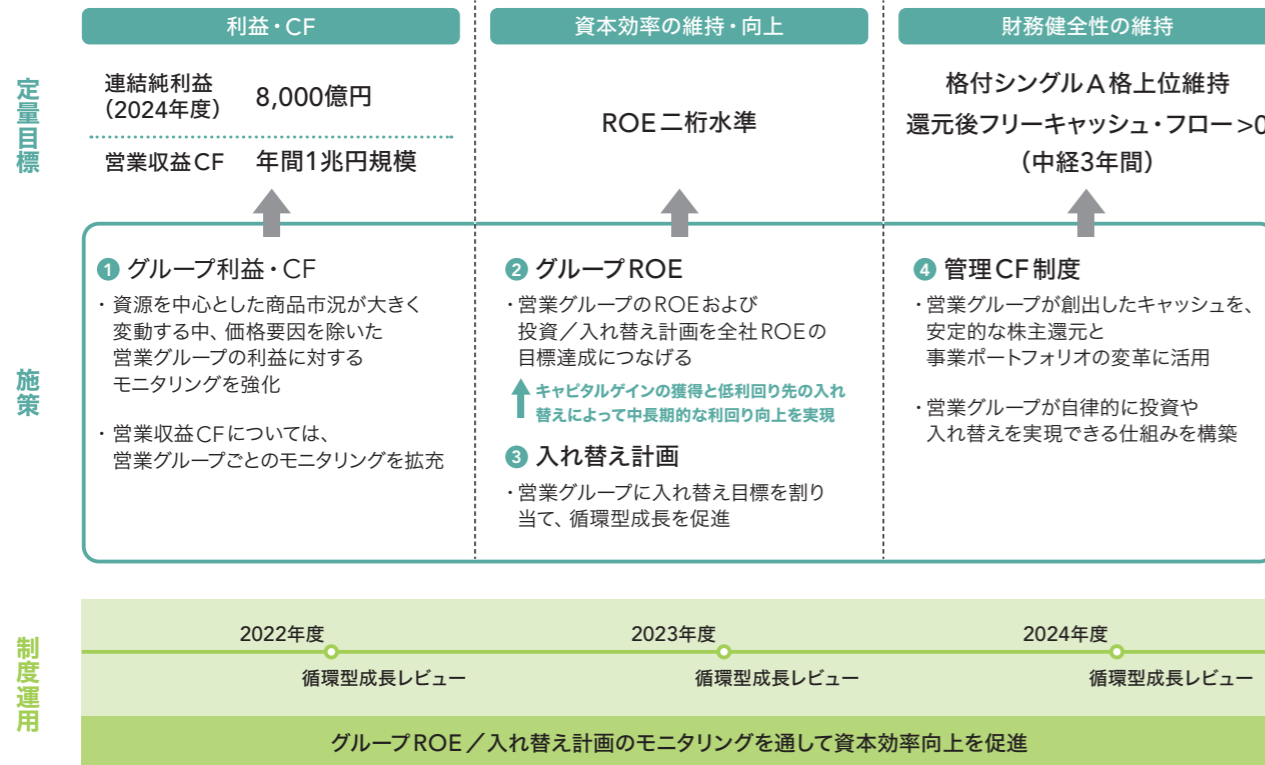 利益・CF
資本効率の維持・向上
財務健全性の維持
定量目標
連結純利益
（2024年度）
8,000億円
営業収益CF
年間1兆円規模
ROE二桁水準
格付シングルA格上位維持
還元後フリーキャッシュ・フロー>0
（中経3年間）
施策
1 グループ利益・CF
・資源を中心とした商品市況が大きく
変動する中、価格要因を除いた
営業グループの利益に対する
モニタリングを強化
・営業収益CFについては、
営業グループごとのモニタリングを拡充
2 グループROE
・営業グループのROEおよび
投資／入れ替え計画を全社ROEの
目標達成につなげる
キャピタルゲインの獲得と低利回り先の入れ
替えによって中長期的な利回り向上を実現
3 入れ替え計画
・営業グループに入れ替え目標を割り
当て、循環型成長を促進
4 管理CF制度
・営業グループが創出したキャッシュを、
安定的な株主還元と
事業ポートフォリオの変革に活用
・営業グループが自律的に投資や
入れ替えを実現できる仕組みを構築
制度運用
2022年度
循環型成長レビュー
2023年度
循環型成長レビュー
2024年度
循環型成長レビュー
グループROE／入れ替え計画のモニタリングを通して資本効率向上を促進